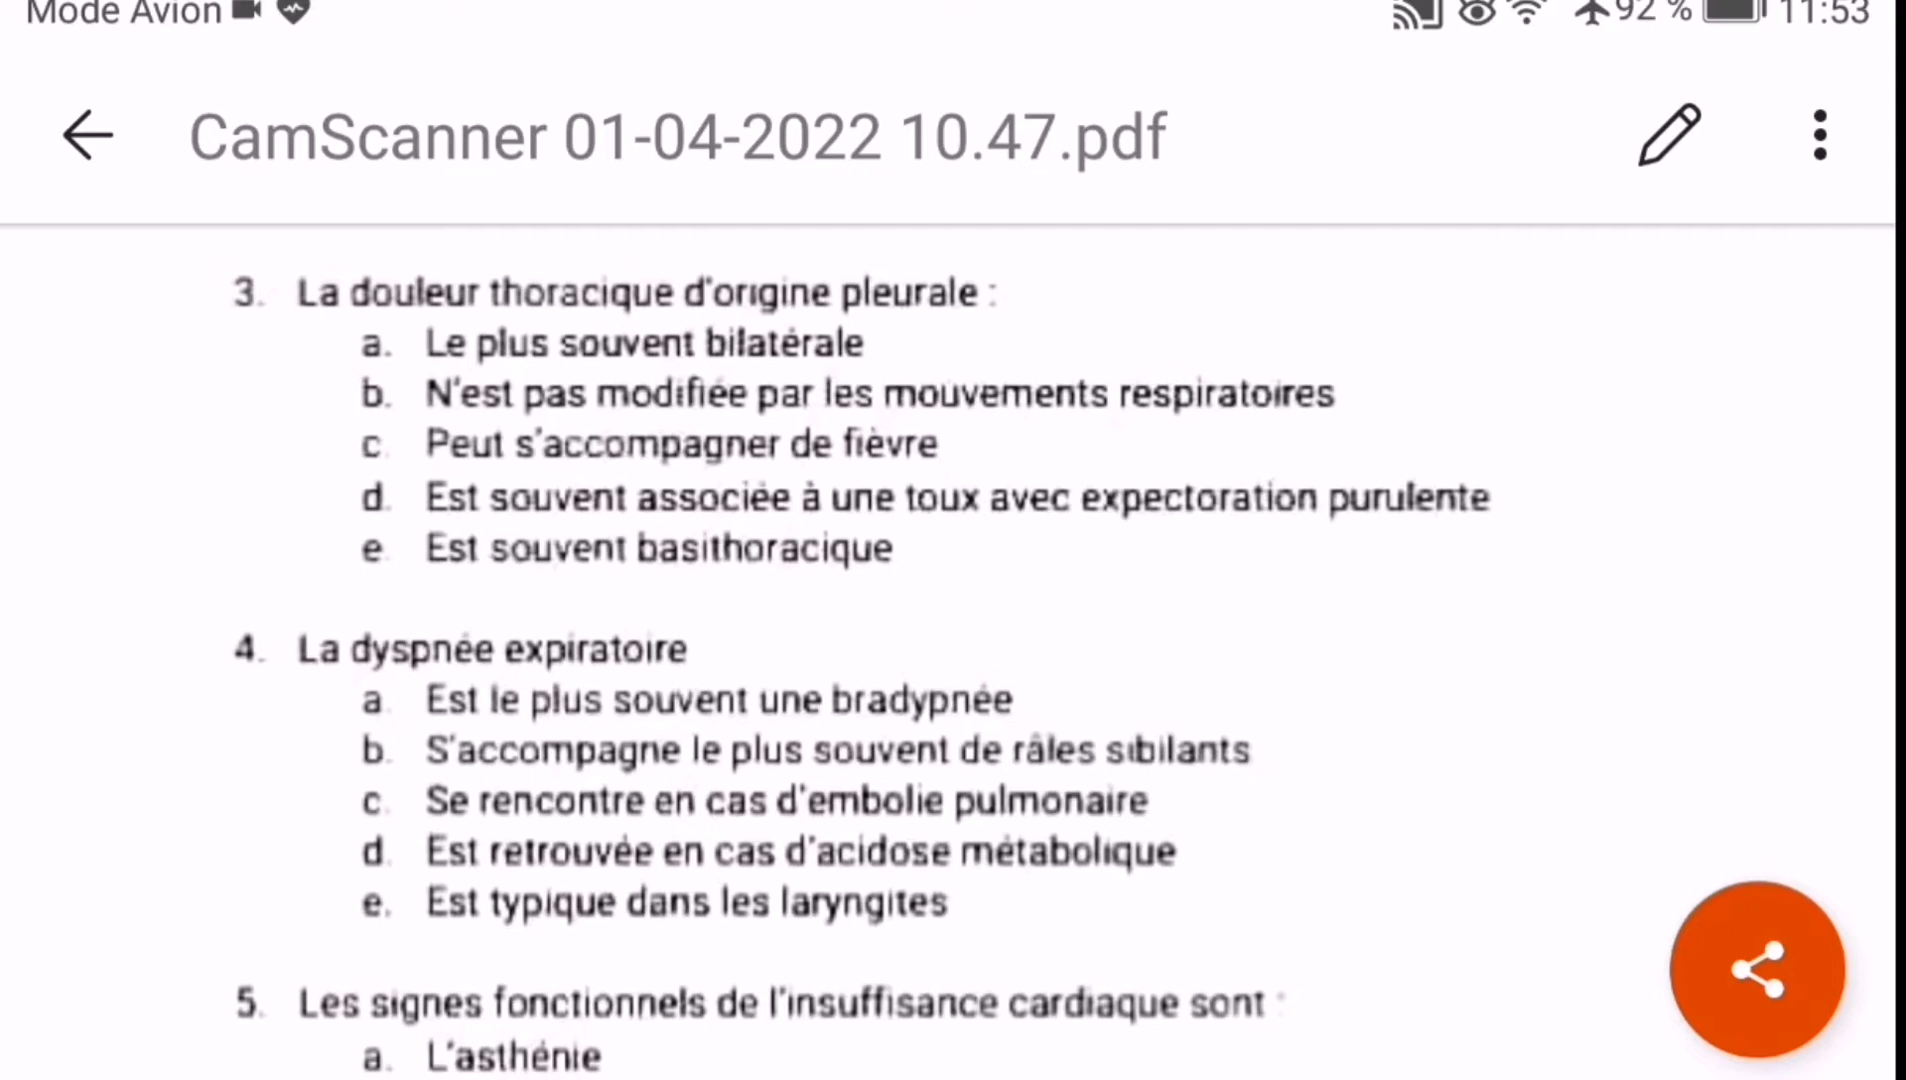 Mode Avion
92 % 11:53
CamScanner 01-04-2022 10.47.pdf
3. La douleur thoracique d'origine pleurale :
a. Le plus souvent bilatérale
b. N'est pas modifiée par les mouvements respiratoires
c. Peut s'accompagner de fièvre
d. Est souvent associée à une toux avec expectoration purulente
e. Est souvent basithoracique
4. La dyspnée expiratoire
a. Est le plus souvent une bradypnée
b. S'accompagne le plus souvent de râles sibilants
c. Se rencontre en cas d'embolie pulmonaire
d. Est retrouvée en cas d'acidose métabolique
e. Est typique dans les laryngites
5. Les signes fonctionnels de l'insuffisance cardiaque sont :
a. L'asthénie